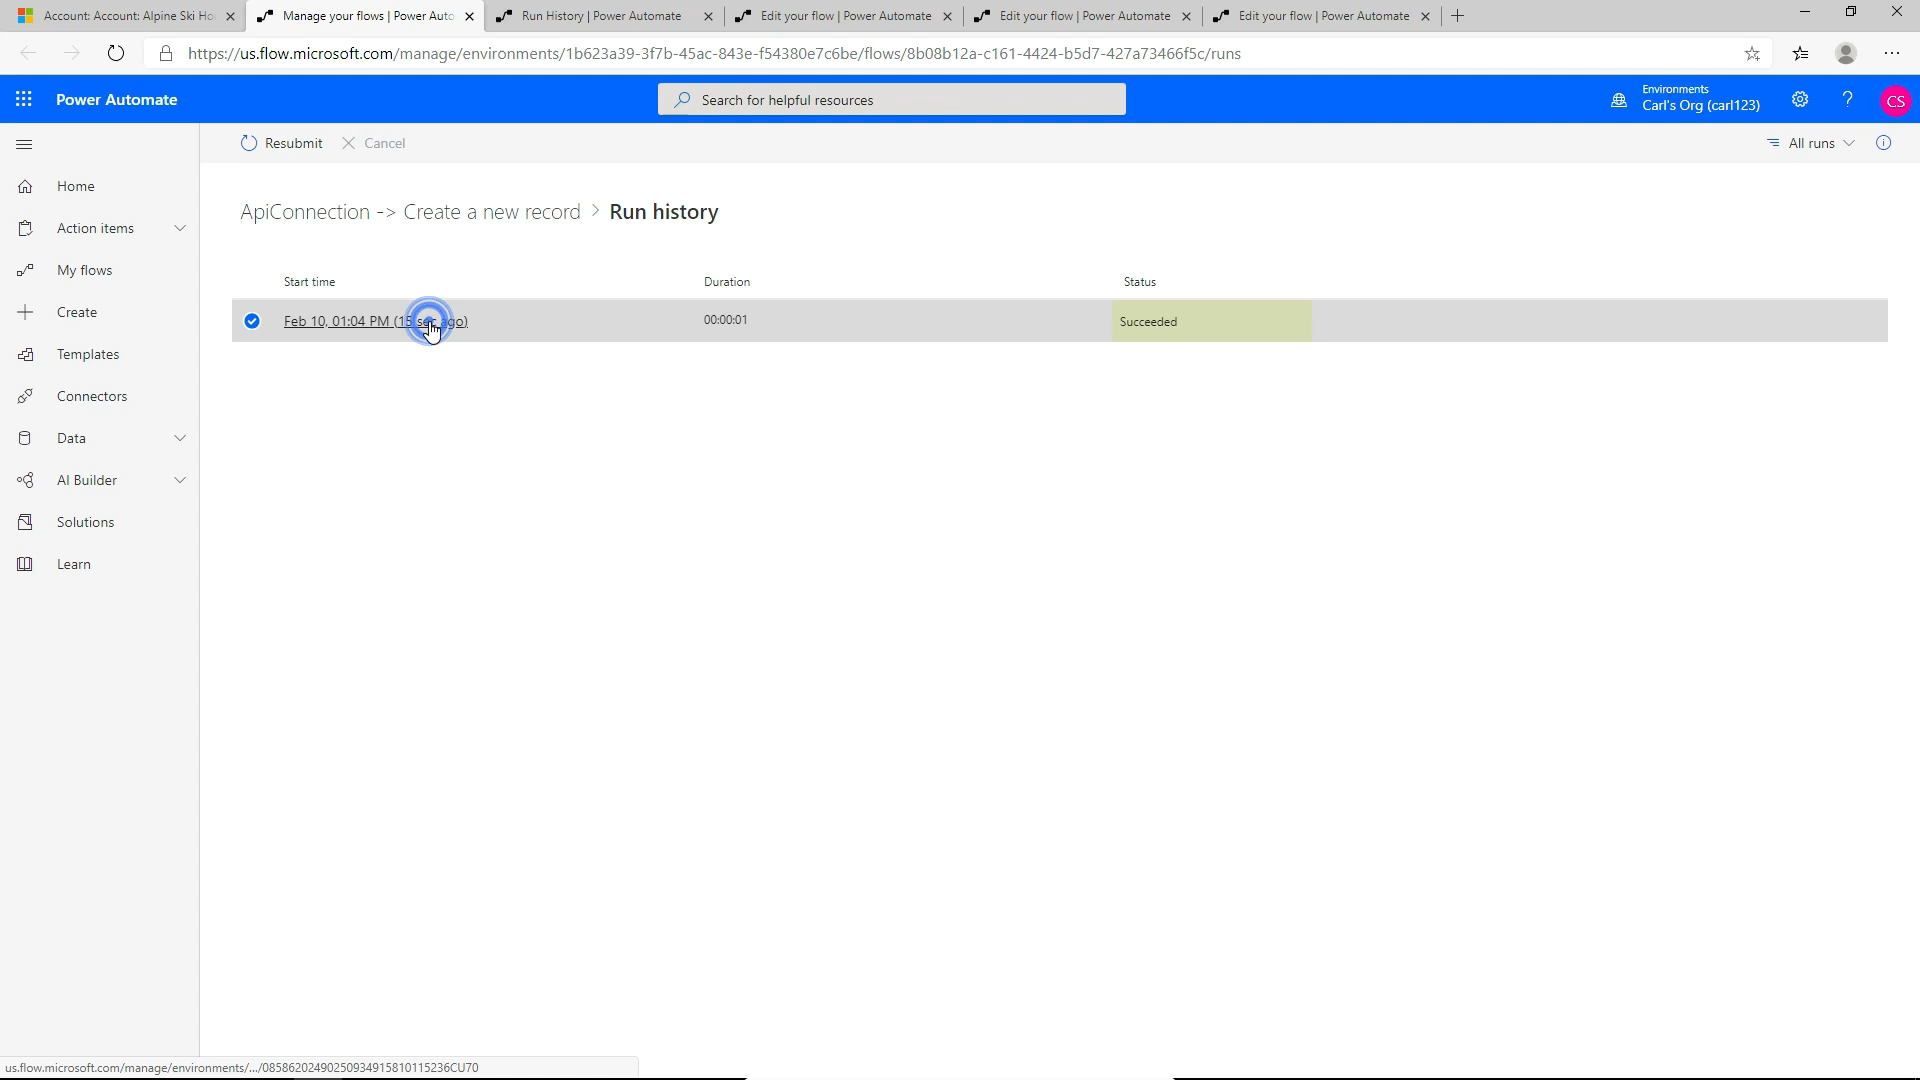 Account: Account: Alpine Ski Ho
Manage your flows | Power Auto
Run History | Power Automate
Edit your flow | Power Automate
Edit your flow | Power Automate
Edit your flow | Power Automate
https://us.flow.microsoft.com/manage/environments/1b623a39-3f7b-45ac-843e-f54380e7c6be/flows/8b08b12a-c161-4424-b5d7-427a73466f5c/runs
Power Automate
Search for helpful resources
Environments
Carl's Org (carl123)
CS
Resubmit
Cancel
All runs
Home
Action items
My flows
Create
Templates
Connectors
Data
AI Builder
Solutions
Learn
ApiConnection -> Create a new record > Run history
Start time
Duration
Status
Feb 10, 01:04 PM (15 sec ago)
00:00:01
Succeeded
us.flow.microsoft.com/manage/environments/.../08586202490250934915810115236CU70